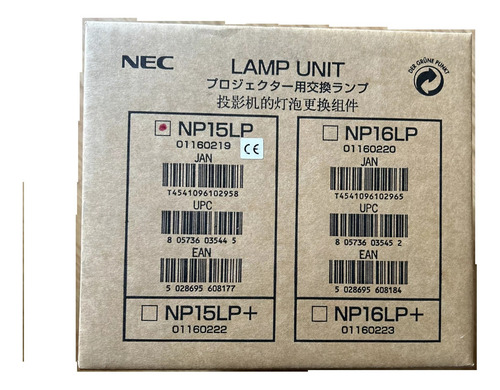 NEC
LAMP UNIT
DER GRÜNE PUNKT
プロジェクター用交換ランプ
投影机的灯泡更换组件
NP15LP
01160219
CE
JAN
T4541096102958
UPC
8 05736 03544 5
EAN
5 028695 608177
NP15LP+
01160222
NP16LP
01160220
JAN
T4541096102965
UPC
8 05736 03545 2
EAN
5 028695 608184
NP16LP+
01160223